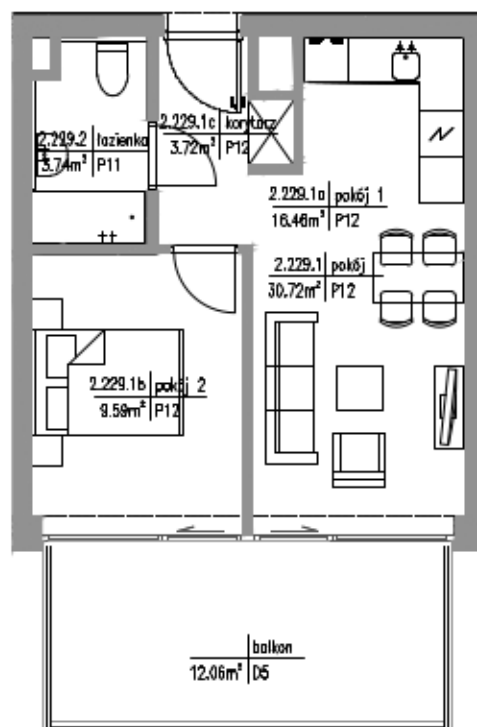 2.229.1c korytarz
3.72m² P12
2.229.2 łazienka
3.74m² P11
2.229.1a pokój 1
16.46m² P12
2.229.1 pokój
30.72m² P12
2.229.1b pokój 2
9.59m² P12
balkon
12.06m² D5